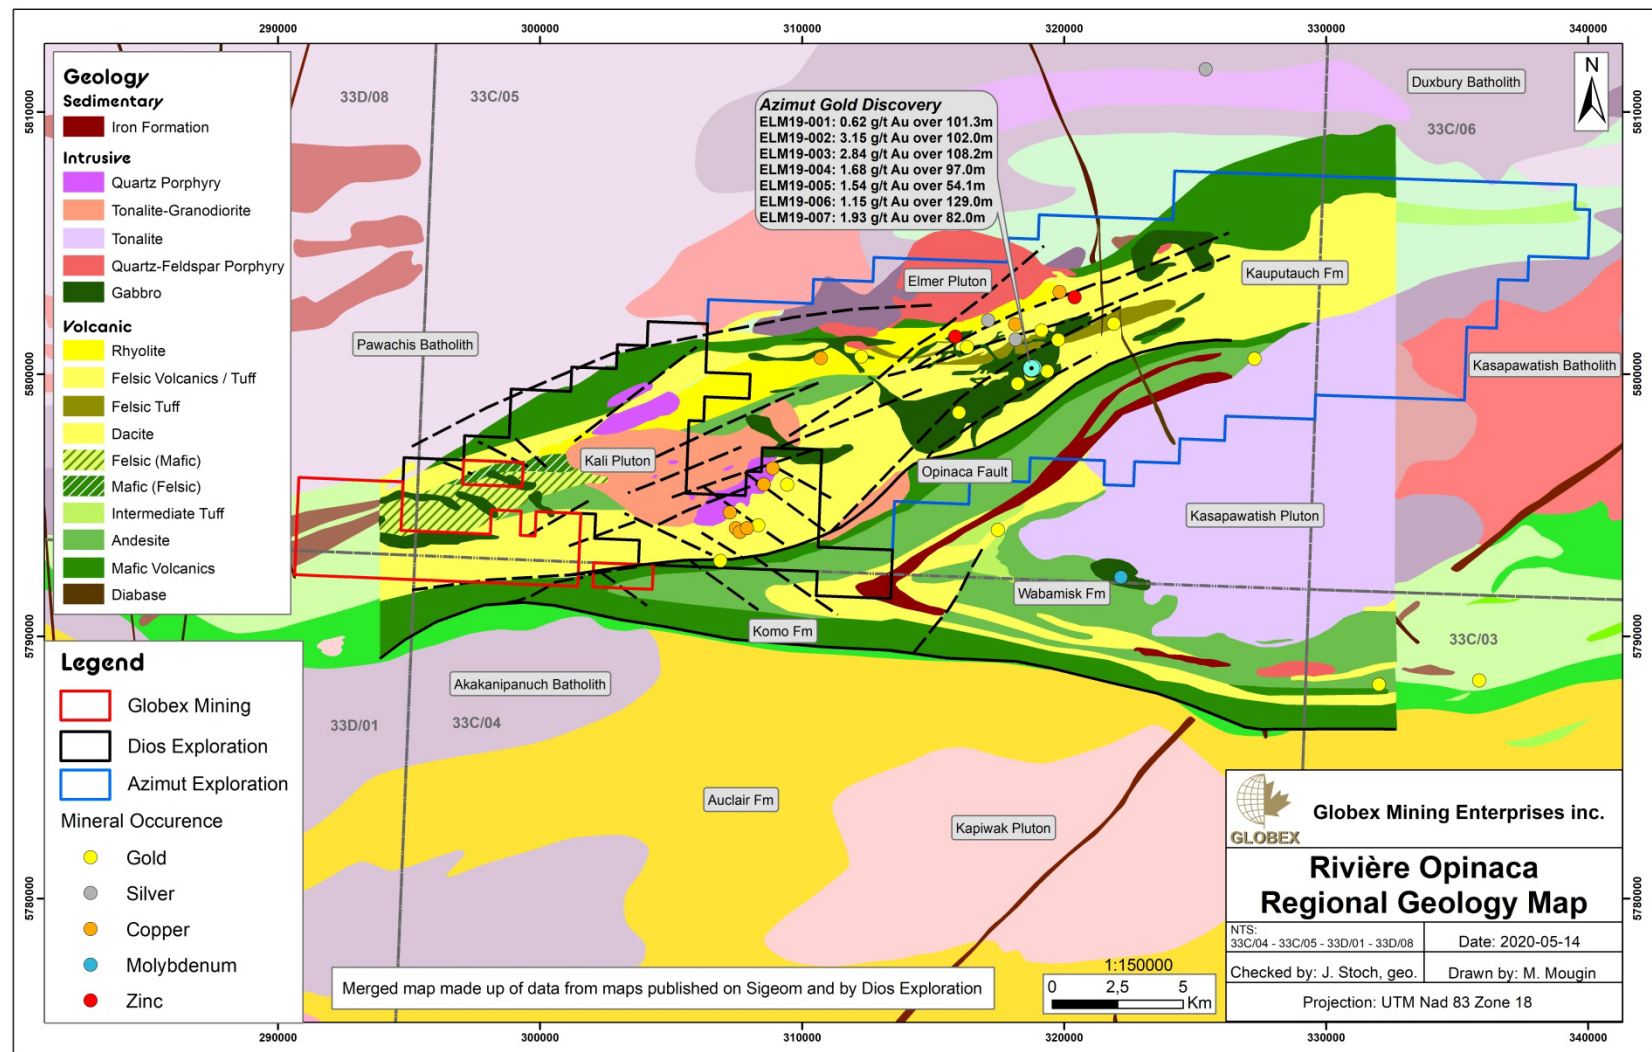 290000
300000
310000
320000
330000
340000
5810000
5800000
5790000
5780000
5810000
5800000
5790000
5780000
Geology
Sedimentary
Iron Formation
Intrusive
Quartz Porphyry
Tonalite-Granodiorite
Tonalite
Quartz-Feldspar Porphyry
Gabbro
Volcanic
Rhyolite
Felsic Volcanics / Tuff
Felsic Tuff
Dacite
Felsic (Mafic)
Mafic (Felsic)
Intermediate Tuff
Andesite
Mafic Volcanics
Diabase
Legend
Globex Mining
Dios Exploration
Azimut Exploration
Mineral Occurence
Gold
Silver
Copper
Molybdenum
Zinc
33D/08
33C/05
33C/06
33D/01
33C/04
33C/03
N
Azimut Gold Discovery
ELM19-001: 0.62 g/t Au over 101.3m
ELM19-002: 3.15 g/t Au over 102.0m
ELM19-003: 2.84 g/t Au over 108.2m
ELM19-004: 1.68 g/t Au over 97.0m
ELM19-005: 1.54 g/t Au over 54.1m
ELM19-006: 1.15 g/t Au over 129.0m
ELM19-007: 1.93 g/t Au over 82.0m
Duxbury Batholith
Kauputauch Fm
Elmer Pluton
Pawachis Batholith
Kasapawatish Batholith
Kali Pluton
Opinaca Fault
Kasapawatish Pluton
Wabamisk Fm
Komo Fm
Akakanipanuch Batholith
Auclair Fm
Kapiwak Pluton
Merged map made up of data from maps published on Sigeom and by Dios Exploration
1:150000
0 2,5 5
Km
GLOBEX
Globex Mining Enterprises inc.
Rivière Opinaca
Regional Geology Map
NTS:
33C/04 - 33C/05 - 33D/01 - 33D/08
Date: 2020-05-14
Checked by: J. Stoch, geo.
Drawn by: M. Mougin
Projection: UTM Nad 83 Zone 18
290000
300000
310000
320000
330000
340000